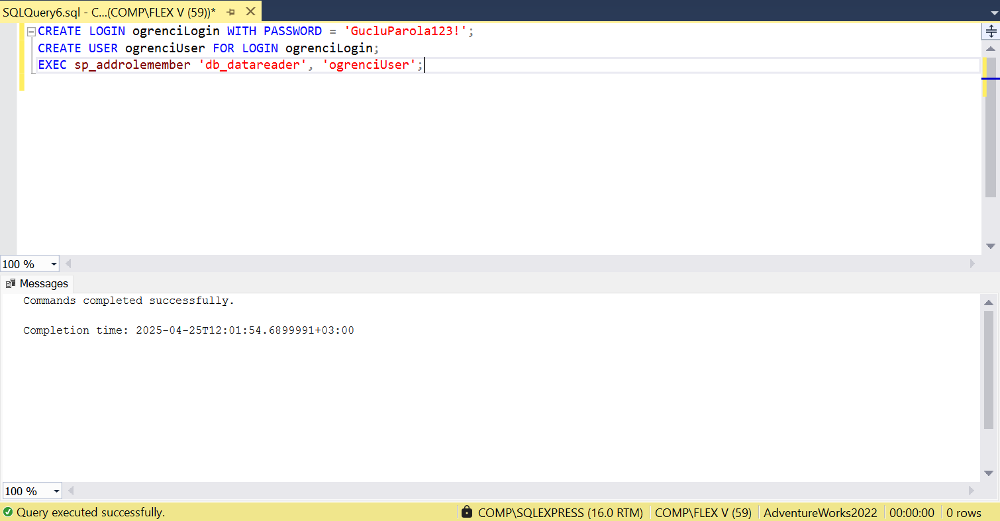 SQLQuery6.sql - C...(COMP\FLEX V (59))*
CREATE LOGIN ogrenciLogin WITH PASSWORD = 'GucluParola123!';
CREATE USER ogrenciUser FOR LOGIN ogrenciLogin;
EXEC sp_addrolemember 'db_datareader', 'ogrenciUser';
100 %
Messages
Commands completed successfully.
Completion time: 2025-04-25T12:01:54.6899991+03:00
100 %
Query executed successfully. COMP\SQLEXPRESS (16.0 RTM) COMP\FLEX V (59) AdventureWorks2022 00:00:00 0 rows